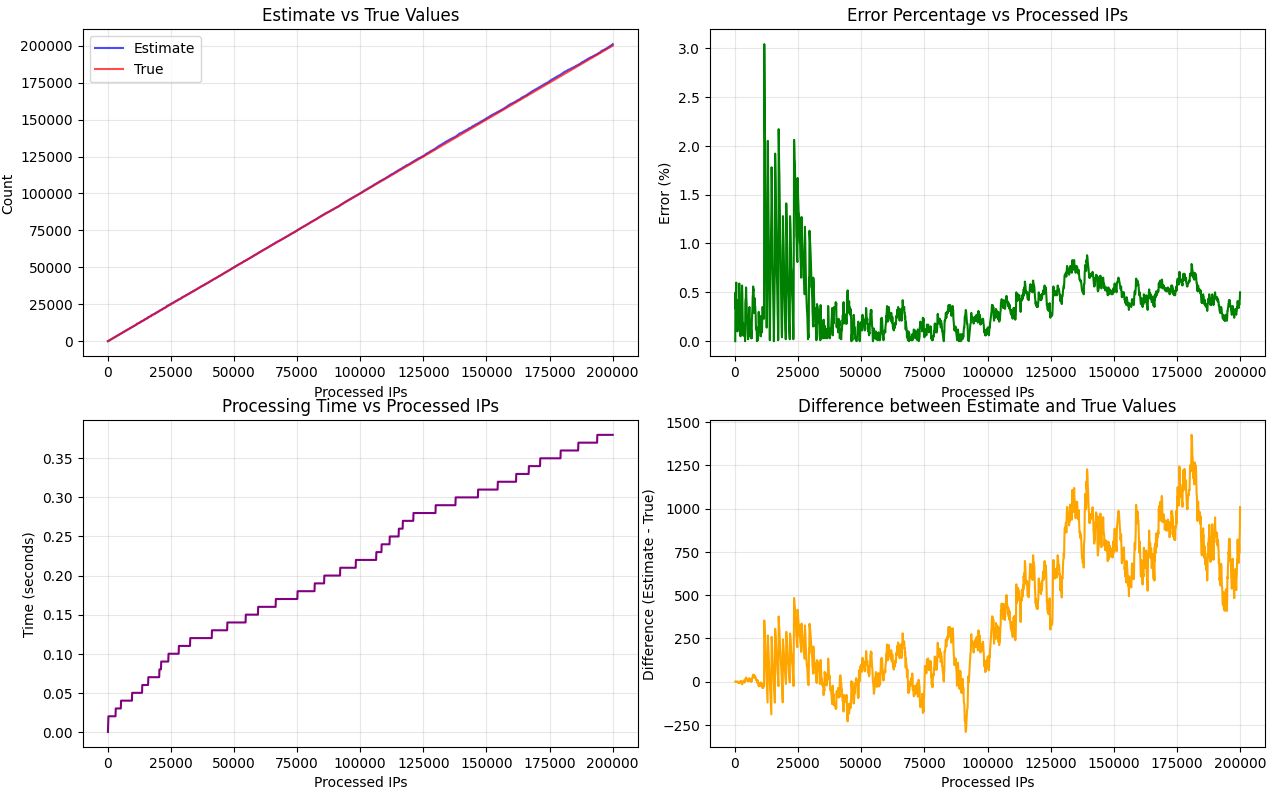 Estimate vs True Values
Estimate
True
200000
175000
150000
125000
100000
75000
50000
25000
0
Count
0 25000 50000 75000 100000 125000 150000 175000 200000
Processed IPs
Error Percentage vs Processed IPs
3.0
2.5
2.0
1.5
1.0
0.5
0.0
Error (%)
0 25000 50000 75000 100000 125000 150000 175000 200000
Processed IPs
Processing Time vs Processed IPs
0.35
0.30
0.25
0.20
0.15
0.10
0.05
0.00
Time (seconds)
0 25000 50000 75000 100000 125000 150000 175000 200000
Processed IPs
Difference between Estimate and True Values
1500
1250
1000
750
500
250
0
−250
Difference (Estimate - True)
0 25000 50000 75000 100000 125000 150000 175000 200000
Processed IPs